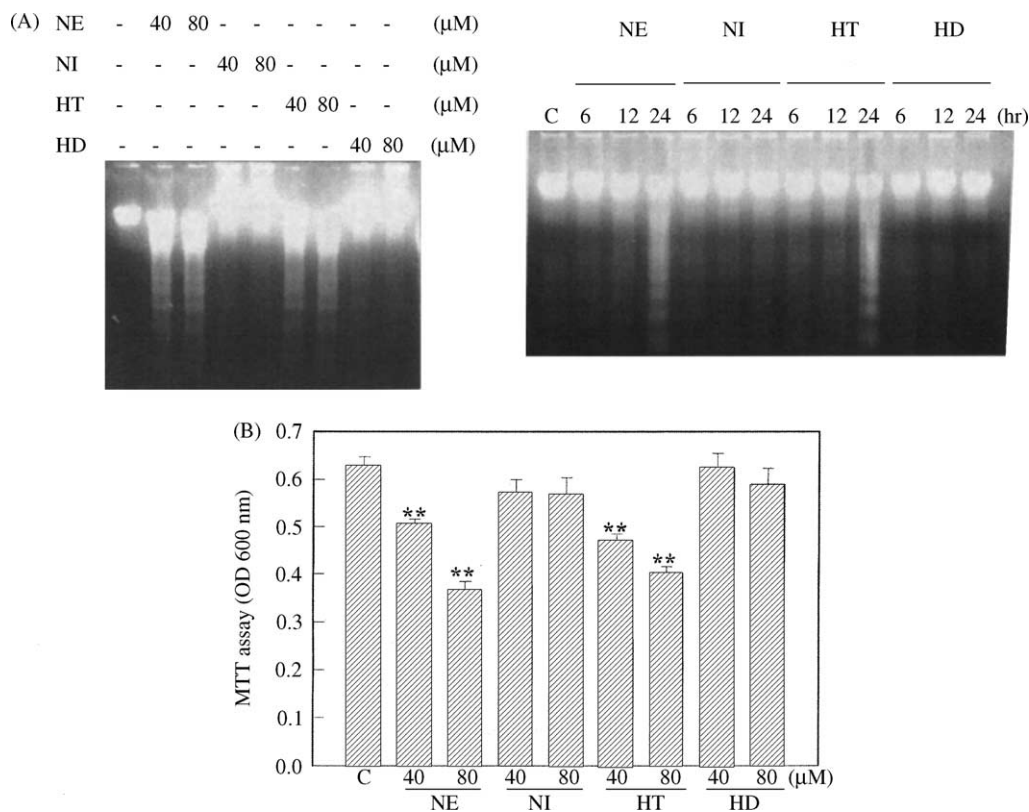 (A) NE - 40 80 - - - - - - (μM)
NI - - - 40 80 - - - - (μM)
HT - - - - - 40 80 - - (μM)
HD - - - - - - - 40 80 (μM)
NE NI HT HD
C 6 12 24 6 12 24 6 12 24 6 12 24 (hr)
(B)
MTT assay (OD 600 nm)
0.7
0.6
0.5
0.4
0.3
0.2
0.1
0.0
** ** ** **
C 40 80 40 80 40 80 40 80 (μM)
NE NI HT HD